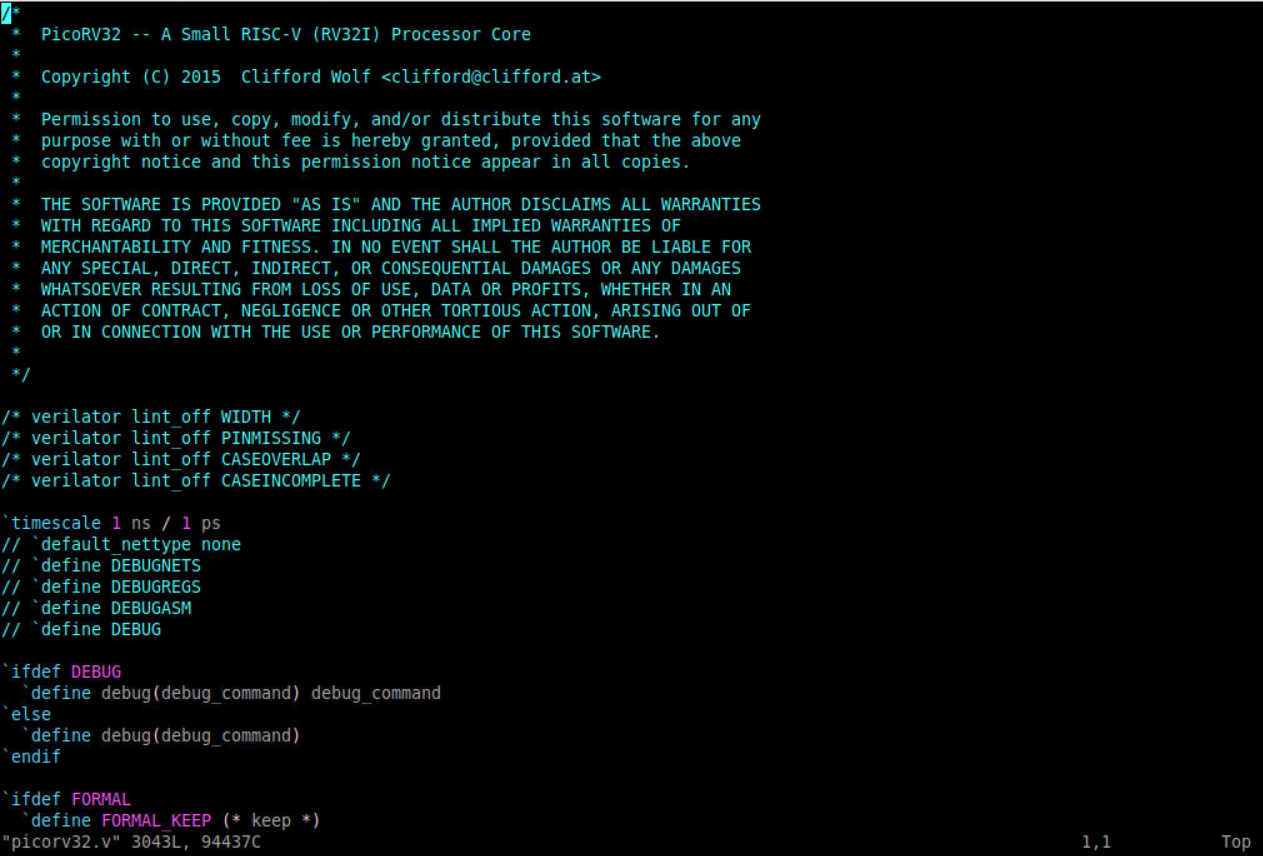 /*
 *  PicoRV32 -- A Small RISC-V (RV32I) Processor Core
 *
 *  Copyright (C) 2015  Clifford Wolf <clifford@clifford.at>
 *
 *  Permission to use, copy, modify, and/or distribute this software for any
 *  purpose with or without fee is hereby granted, provided that the above
 *  copyright notice and this permission notice appear in all copies.
 *
 *  THE SOFTWARE IS PROVIDED "AS IS" AND THE AUTHOR DISCLAIMS ALL WARRANTIES
 *  WITH REGARD TO THIS SOFTWARE INCLUDING ALL IMPLIED WARRANTIES OF
 *  MERCHANTABILITY AND FITNESS. IN NO EVENT SHALL THE AUTHOR BE LIABLE FOR
 *  ANY SPECIAL, DIRECT, INDIRECT, OR CONSEQUENTIAL DAMAGES OR ANY DAMAGES
 *  WHATSOEVER RESULTING FROM LOSS OF USE, DATA OR PROFITS, WHETHER IN AN
 *  ACTION OF CONTRACT, NEGLIGENCE OR OTHER TORTIOUS ACTION, ARISING OUT OF
 *  OR IN CONNECTION WITH THE USE OR PERFORMANCE OF THIS SOFTWARE.
 *
 */

/* verilator lint_off WIDTH */
/* verilator lint_off PINMISSING */
/* verilator lint_off CASEOVERLAP */
/* verilator lint_off CASEINCOMPLETE */

`timescale 1 ns / 1 ps
// `default_nettype none
// `define DEBUGNETS
// `define DEBUGREGS
// `define DEBUGASM
// `define DEBUG

`ifdef DEBUG
  `define debug(debug_command) debug_command
`else
  `define debug(debug_command)
`endif

`ifdef FORMAL
  `define FORMAL_KEEP (* keep *)
"picorv32.v" 3043L, 94437C 1,1 Top